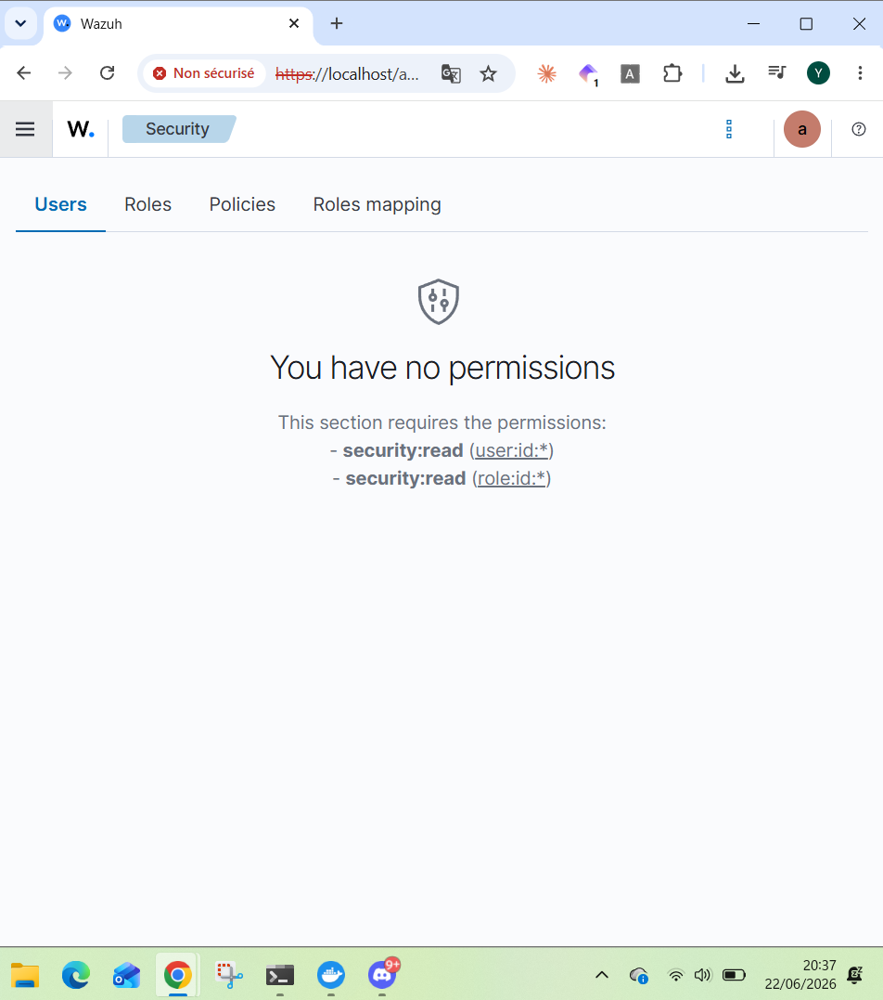 Wazuh
Non sécurisé https://localhost/a...
1
A
Y
W.
Security
a
Users Roles Policies Roles mapping
You have no permissions
This section requires the permissions:
- security:read (user:id:*)
- security:read (role:id:*)
9+
20:37
22/06/2026